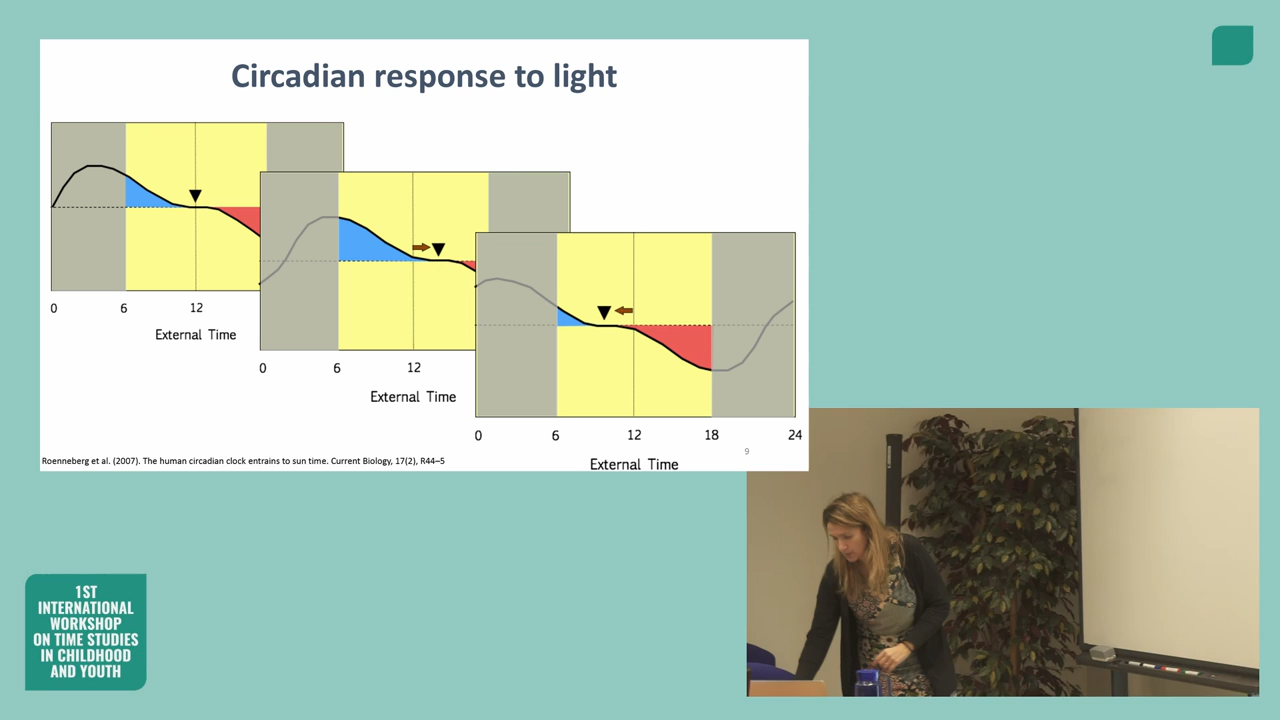 Circadian response to light
0 6 12
External Time
0 6 12
External Time
0 6 12 18 24
External Time
9
Roenneberg et al. (2007). The human circadian clock entrains to sun time. Current Biology, 17(2), R44–5
1ST
INTERNATIONAL
WORKSHOP
ON TIME STUDIES
IN CHILDHOOD
AND YOUTH